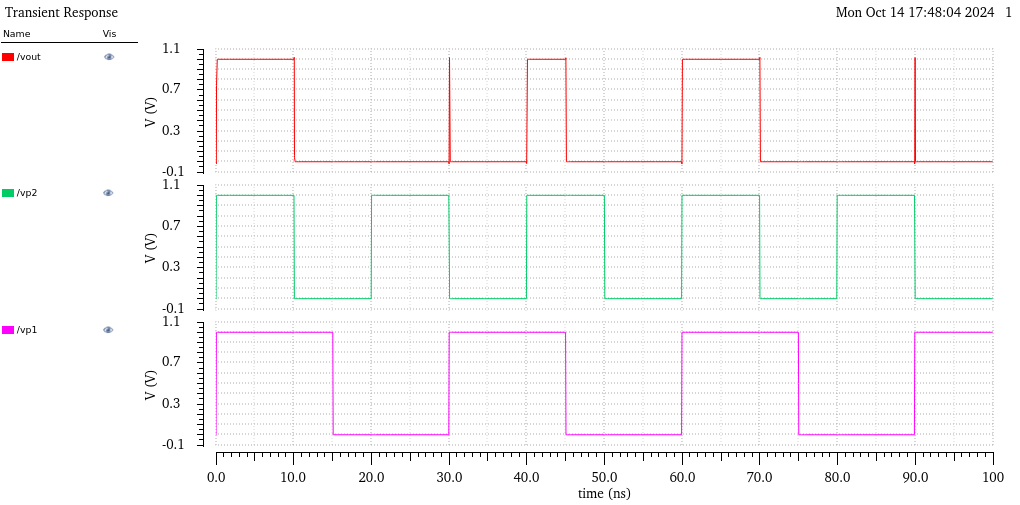 Transient Response
Mon Oct 14 17:48:04 2024 1
Name Vis
/vout
1.1
0.7
0.3
-0.1
V (V)
/vp2
1.1
0.7
0.3
-0.1
V (V)
/vp1
1.1
0.7
0.3
-0.1
V (V)
0.0 10.0 20.0 30.0 40.0 50.0 60.0 70.0 80.0 90.0 100
time (ns)